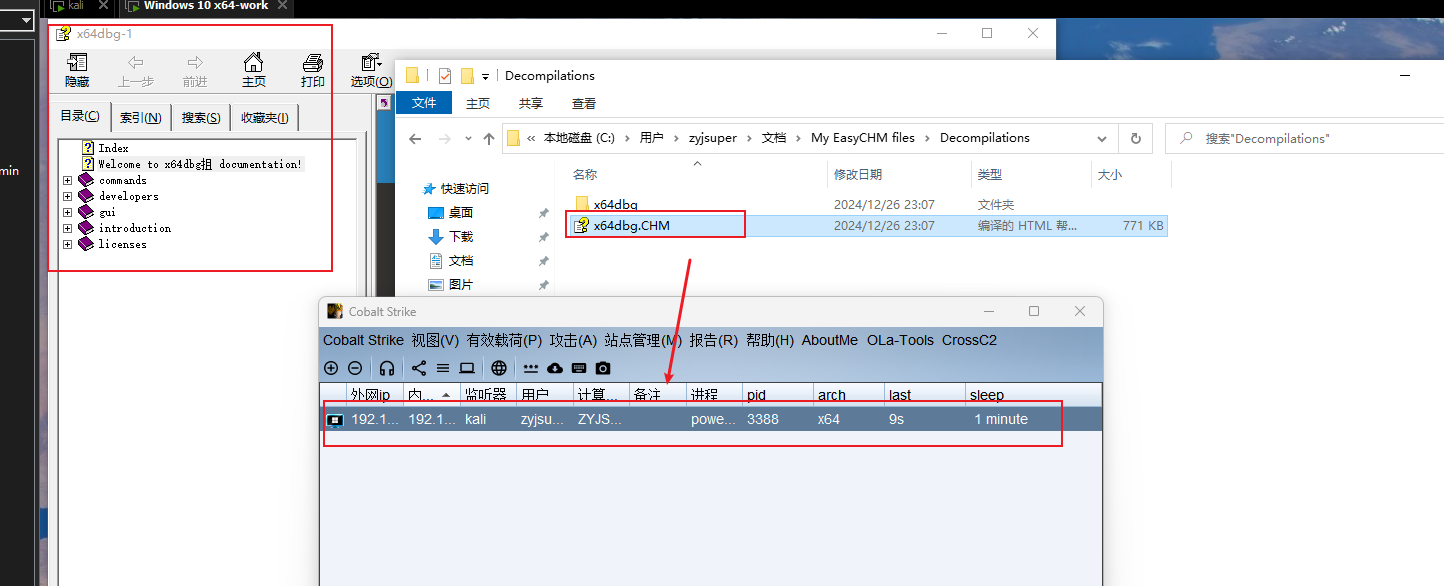 kali
Windows 10 x64-work
x64dbg-1
隐藏 上一步 前进 主页 打印 选项(O)
目录(C) 索引(N) 搜索(S) 收藏夹(I)
Index
Welcome to x64dbg抯 documentation!
commands
developers
gui
introduction
licenses
min
Decompilations
文件 主页 共享 查看
« 本地磁盘 (C:) › 用户 › zyjsuper › 文档 › My EasyCHM files › Decompilations
搜索"Decompilations"
名称 修改日期 类型 大小
快速访问
桌面
下载
文档
图片
x64dbg 2024/12/26 23:07 文件夹
x64dbg.CHM 2024/12/26 23:07 编译的 HTML 帮... 771 KB
Cobalt Strike
Cobalt Strike 视图(V) 有效载荷(P) 攻击(A) 站点管理(M) 报告(R) 帮助(H) AboutMe OLa-Tools CrossC2
外网ip 内... 监听器 用户 计算... 备注 进程 pid arch last sleep
192.1... 192.1... kali zyjsu... ZYJS... powe... 3388 x64 9s 1 minute